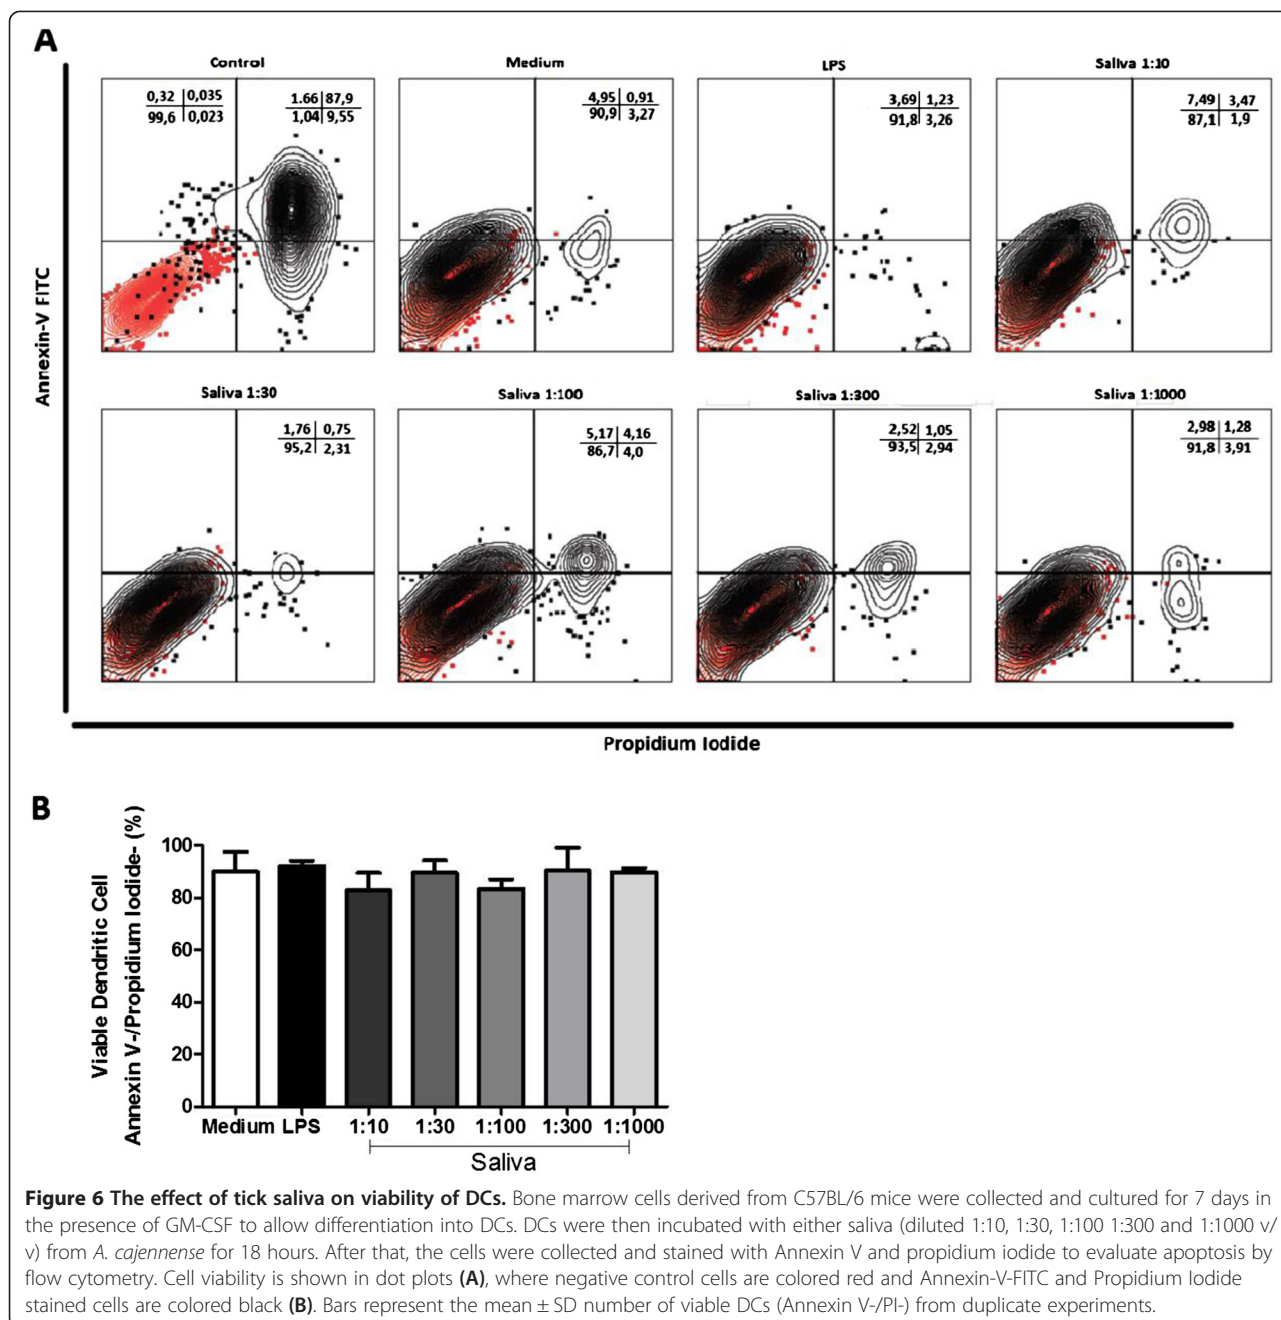 A
Control
Medium
LPS
Saliva 1:10
0,32 0,035
99,6 0,023
1.66 87,9
1,04 9,55
4,95 0,91
90,9 3,27
3,69 1,23
91,8 3,26
7,49 3,47
87,1 1,9
Annexin-V FITC
Saliva 1:30
Saliva 1:100
Saliva 1:300
Saliva 1:1000
1,76 0,75
95,2 2,31
5,17 4,16
86,7 4,0
2,52 1,05
93,5 2,94
2,98 1,28
91,8 3,91
Propidium Iodide
B
Viable Dendritic Cell
Annexin V-/Propidium Iodide- (%)
100
80
60
40
20
0
Medium LPS 1:10 1:30 1:100 1:300 1:1000
Saliva
Figure 6 The effect of tick saliva on viability of DCs. Bone marrow cells derived from C57BL/6 mice were collected and cultured for 7 days in
the presence of GM-CSF to allow differentiation into DCs. DCs were then incubated with either saliva (diluted 1:10, 1:30, 1:100 1:300 and 1:1000 v/
v) from A. cajennense for 18 hours. After that, the cells were collected and stained with Annexin V and propidium iodide to evaluate apoptosis by
flow cytometry. Cell viability is shown in dot plots (A), where negative control cells are colored red and Annexin-V-FITC and Propidium Iodide
stained cells are colored black (B). Bars represent the mean ± SD number of viable DCs (Annexin V-/PI-) from duplicate experiments.